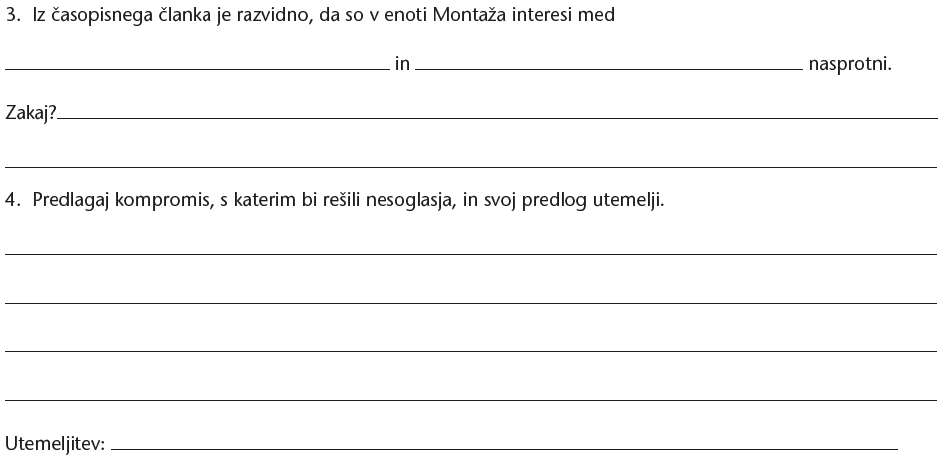 3. Iz časopisnega članka je razvidno, da so v enoti Montaža interesi med
in nasprotni.
Zakaj?
4. Predlagaj kompromis, s katerim bi rešili nesoglasja, in svoj predlog utemelji.
Utemeljitev: